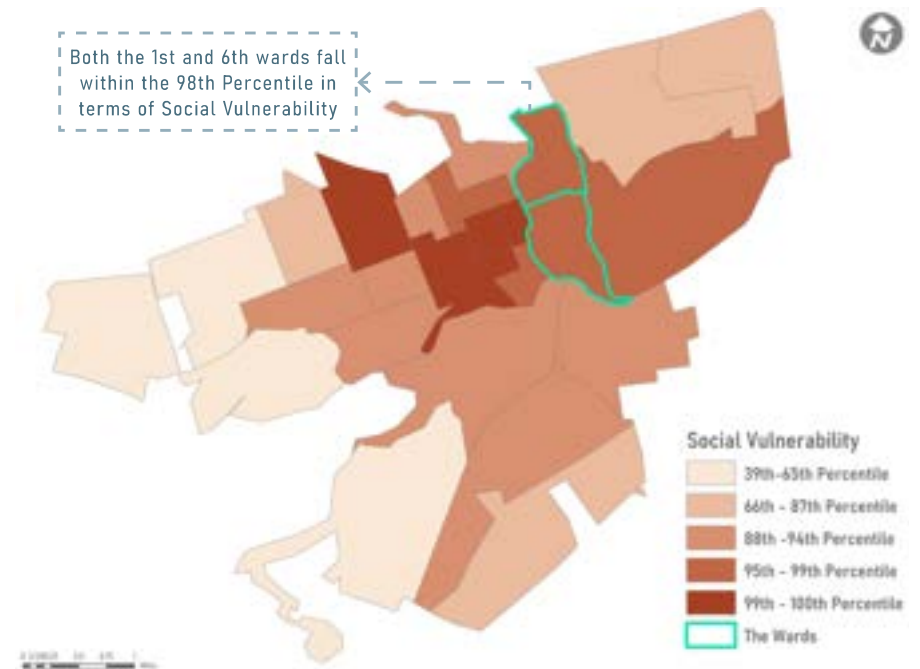 Both the 1st and 6th wards fall
within the 98th Percentile in
terms of Social Vulnerability
N
Social Vulnerability
39th-65th Percentile
66th - 87th Percentile
88th -94th Percentile
95th - 99th Percentile
99th - 100th Percentile
The Wards